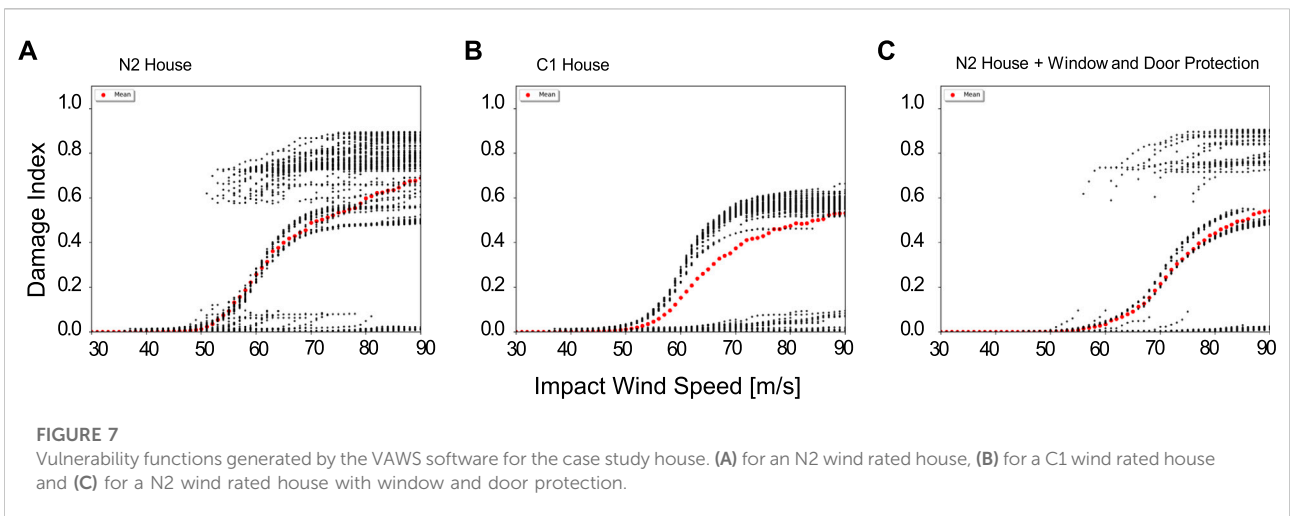 A
B
C
N2 House
C1 House
N2 House + Window and Door Protection
Mean
Mean
Mean
Damage Index
1.0
0.8
0.6
0.4
0.2
0.0
1.0
0.8
0.6
0.4
0.2
0.0
1.0
0.8
0.6
0.4
0.2
0.0
30 40 50 60 70 80 90
30 40 50 60 70 80 90
30 40 50 60 70 80 90
Impact Wind Speed [m/s]
FIGURE 7
Vulnerability functions generated by the VAWS software for the case study house. (A) for an N2 wind rated house, (B) for a C1 wind rated house
and (C) for a N2 wind rated house with window and door protection.